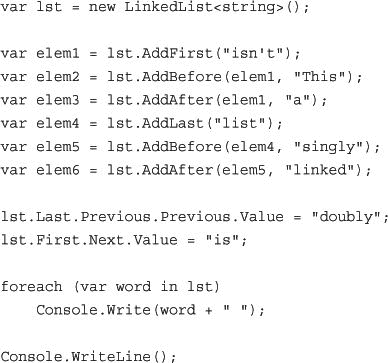 var lst = new LinkedList<string>();
var elem1 = lst.AddFirst("isn't");
var elem2 = lst.AddBefore(elem1, "This");
var elem3 = lst.AddAfter(elem1, "a");
var elem4 = lst.AddLast("list");
var elem5 = lst.AddBefore(elem4, "singly");
var elem6 = lst.AddAfter(elem5, "linked");
lst.Last.Previous.Previous.Value = "doubly";
lst.First.Next.Value = "is";
foreach (var word in lst)
    Console.Write(word + " ");
Console.WriteLine();